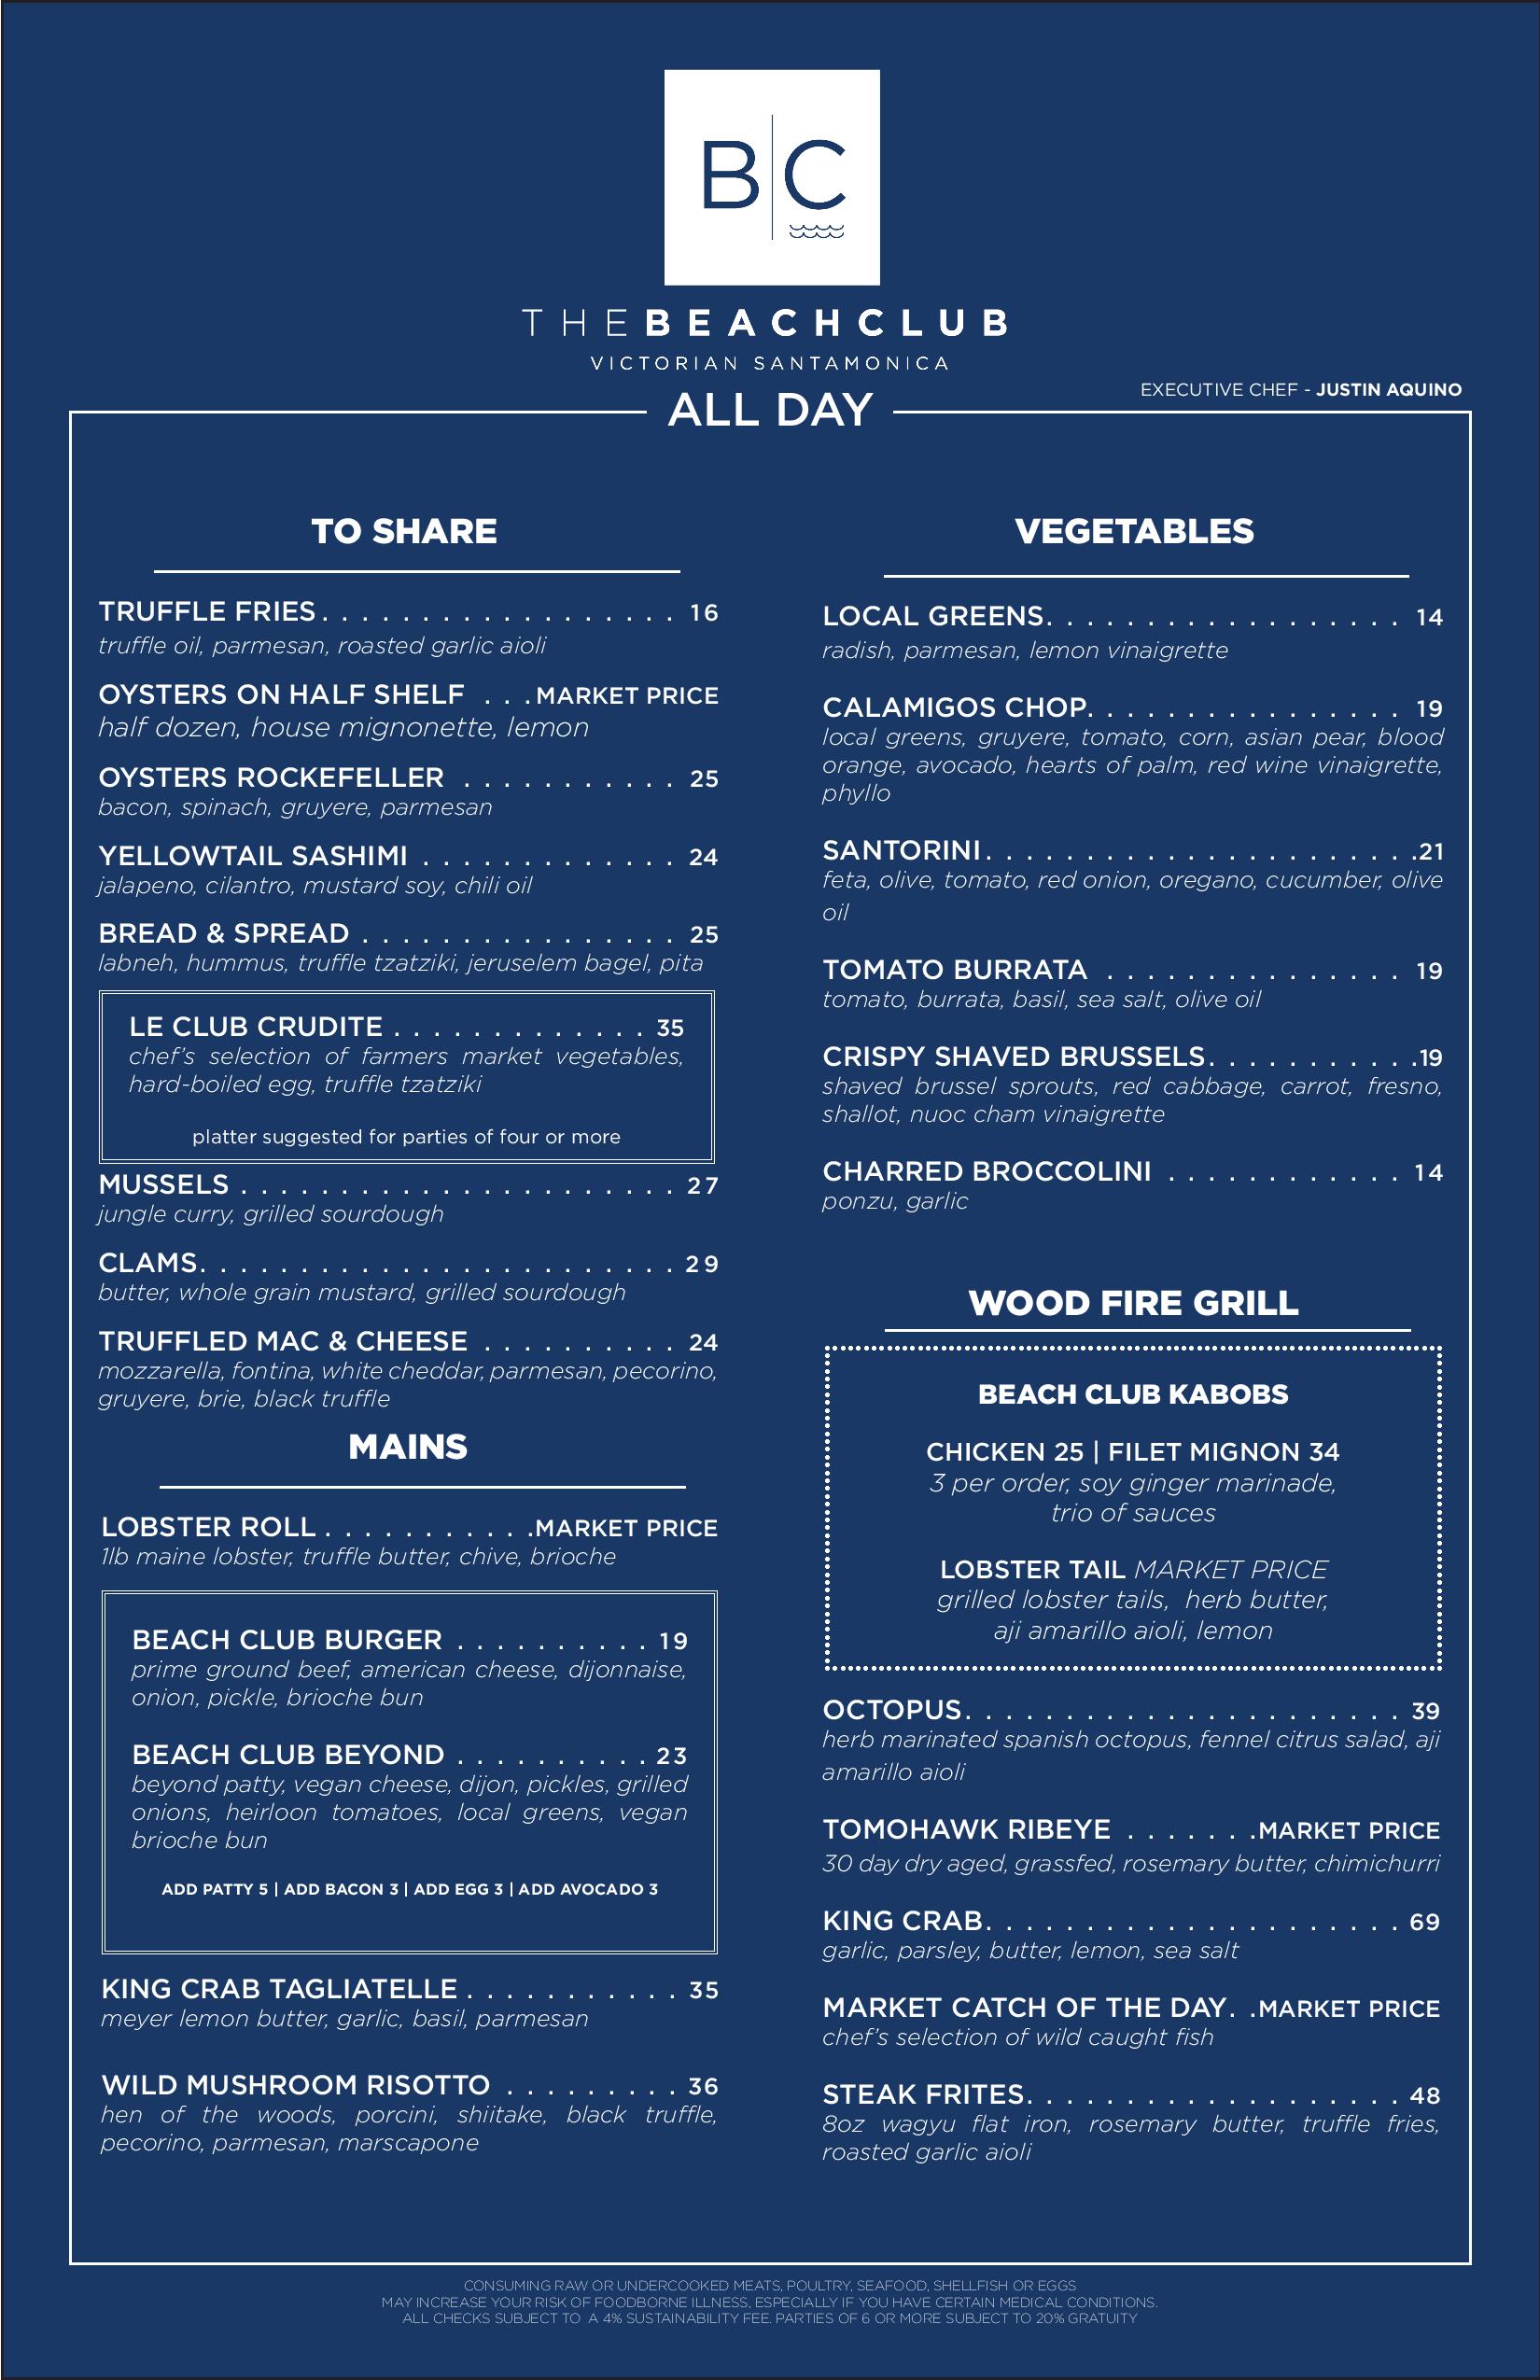 B|C
THEBEACHCLUB
VICTORIAN SANTAMONICA
EXECUTIVE CHEF - JUSTIN AQUINO
ALL DAY
TO SHARE
TRUFFLE FRIES . . . . . . . . . . . . . . . . . . 16
truffle oil, parmesan, roasted garlic aioli
OYSTERS ON HALF SHELF . . . MARKET PRICE
half dozen, house mignonette, lemon
OYSTERS ROCKEFELLER . . . . . . . . . . . 25
bacon, spinach, gruyere, parmesan
YELLOWTAIL SASHIMI . . . . . . . . . . . . . 24
jalapeno, cilantro, mustard soy, chili oil
BREAD & SPREAD . . . . . . . . . . . . . . . . 25
labneh, hummus, truffle tzatziki, jeruselem bagel, pita
LE CLUB CRUDITE . . . . . . . . . . . . . 35
chef's selection of farmers market vegetables,
hard-boiled egg, truffle tzatziki
platter suggested for parties of four or more
MUSSELS . . . . . . . . . . . . . . . . . . . . . . 27
jungle curry, grilled sourdough
CLAMS. . . . . . . . . . . . . . . . . . . . . . . . 29
butter, whole grain mustard, grilled sourdough
TRUFFLED MAC & CHEESE . . . . . . . . . . 24
mozzarella, fontina, white cheddar, parmesan, pecorino,
gruyere, brie, black truffle
MAINS
LOBSTER ROLL . . . . . . . . . . .MARKET PRICE
1lb maine lobster, truffle butter, chive, brioche
BEACH CLUB BURGER . . . . . . . . . . 19
prime ground beef, american cheese, dijonnaise,
onion, pickle, brioche bun
BEACH CLUB BEYOND . . . . . . . . . . 23
beyond patty, vegan cheese, dijon, pickles, grilled
onions, heirloon tomatoes, local greens, vegan
brioche bun
ADD PATTY 5 | ADD BACON 3 | ADD EGG 3 | ADD AVOCADO 3
KING CRAB TAGLIATELLE . . . . . . . . . . . 35
meyer lemon butter, garlic, basil, parmesan
WILD MUSHROOM RISOTTO . . . . . . . . . 36
hen of the woods, porcini, shiitake, black truffle,
pecorino, parmesan, marscapone
VEGETABLES
LOCAL GREENS. . . . . . . . . . . . . . . . . . 14
radish, parmesan, lemon vinaigrette
CALAMIGOS CHOP. . . . . . . . . . . . . . . . 19
local greens, gruyere, tomato, corn, asian pear, blood
orange, avocado, hearts of palm, red wine vinaigrette,
phyllo
SANTORINI. . . . . . . . . . . . . . . . . . . . . .21
feta, olive, tomato, red onion, oregano, cucumber, olive
oil
TOMATO BURRATA . . . . . . . . . . . . . . . 19
tomato, burrata, basil, sea salt, olive oil
CRISPY SHAVED BRUSSELS. . . . . . . . . . .19
shaved brussel sprouts, red cabbage, carrot, fresno,
shallot, nuoc cham vinaigrette
CHARRED BROCCOLINI . . . . . . . . . . . . 14
ponzu, garlic
WOOD FIRE GRILL
BEACH CLUB KABOBS
CHICKEN 25 | FILET MIGNON 34
3 per order, soy ginger marinade,
trio of sauces
LOBSTER TAIL MARKET PRICE
grilled lobster tails, herb butter,
aji amarillo aioli, lemon
OCTOPUS. . . . . . . . . . . . . . . . . . . . . . 39
herb marinated spanish octopus, fennel citrus salad, aji
amarillo aioli
TOMOHAWK RIBEYE . . . . . . .MARKET PRICE
30 day dry aged, grassfed, rosemary butter, chimichurri
KING CRAB. . . . . . . . . . . . . . . . . . . . . 69
garlic, parsley, butter, lemon, sea salt
MARKET CATCH OF THE DAY. .MARKET PRICE
chef's selection of wild caught fish
STEAK FRITES. . . . . . . . . . . . . . . . . . . 48
8oz wagyu flat iron, rosemary butter, truffle fries,
roasted garlic aioli
CONSUMING RAW OR UNDERCOOKED MEATS, POULTRY, SEAFOOD, SHELLFISH OR EGGS
MAY INCREASE YOUR RISK OF FOODBORNE ILLNESS, ESPECIALLY IF YOU HAVE CERTAIN MEDICAL CONDITIONS.
ALL CHECKS SUBJECT TO A 4% SUSTAINABILITY FEE. PARTIES OF 6 OR MORE SUBJECT TO 20% GRATUITY